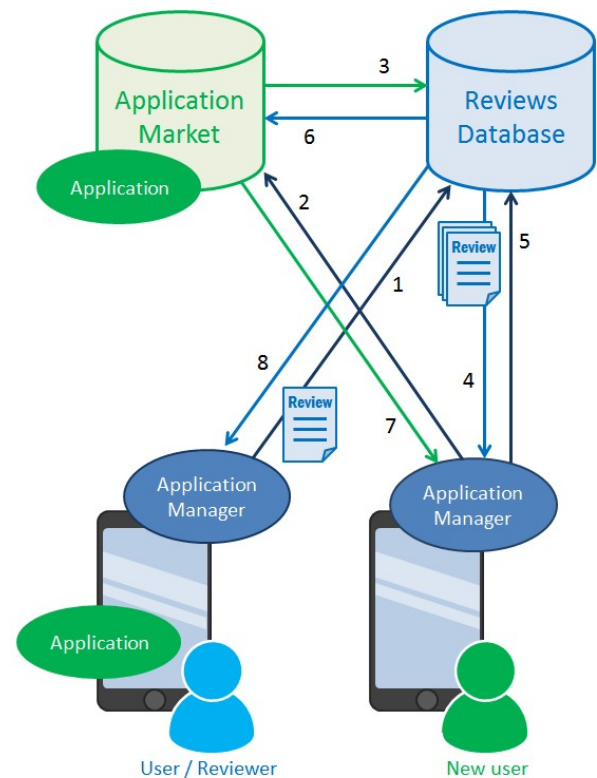 3
Application
Market
Reviews
Database
6
Application
2
1
Review
5
8
4
Review
7
Application
Manager
Application
Manager
Application
User / Reviewer
New user